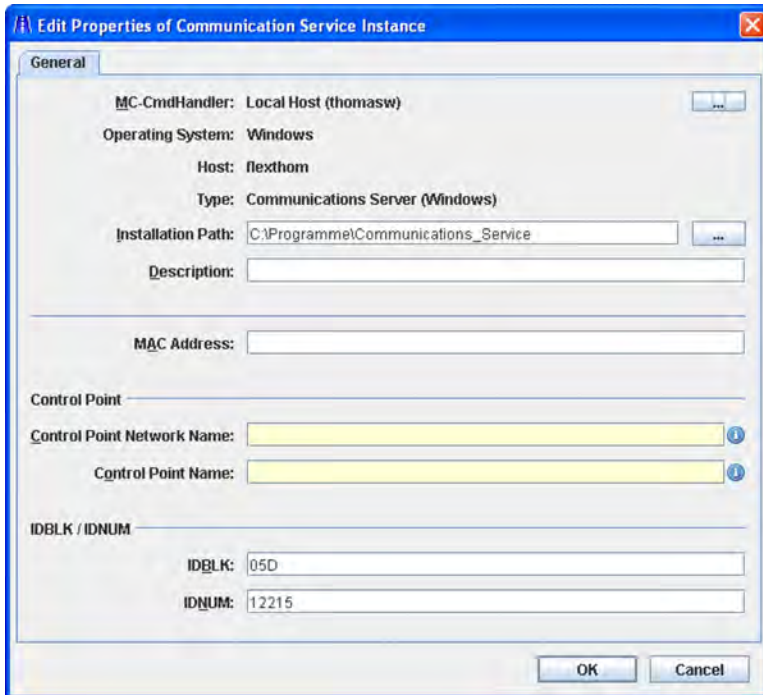 Edit Properties of Communication Service Instance
General
MC-CmdHandler: Local Host (thomasw) ...
Operating System: Windows
Host: flexthom
Type: Communications Server (Windows)
Installation Path: C:\Programme\Communications_Service ...
Description:
MAC Address:
Control Point
Control Point Network Name:
Control Point Name:
IDBLK / IDNUM
IDBLK: 05D
IDNUM: 12215
OK Cancel